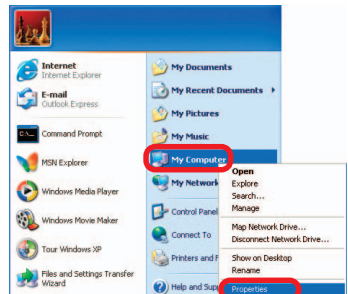 Internet
Internet Explorer
E-mail
Outlook Express
Command Prompt
MSN Explorer
Windows Media Player
Windows Movie Maker
Tour Windows XP
Files and Settings Transfer
Wizard
My Documents
My Recent Documents
My Pictures
My Music
My Computer
My Network
Control Panel
Connect To
Printers and F
Help and Supp
Open
Explore
Search...
Manage
Map Network Drive...
Disconnect Network Drive...
Show on Desktop
Rename
Properties